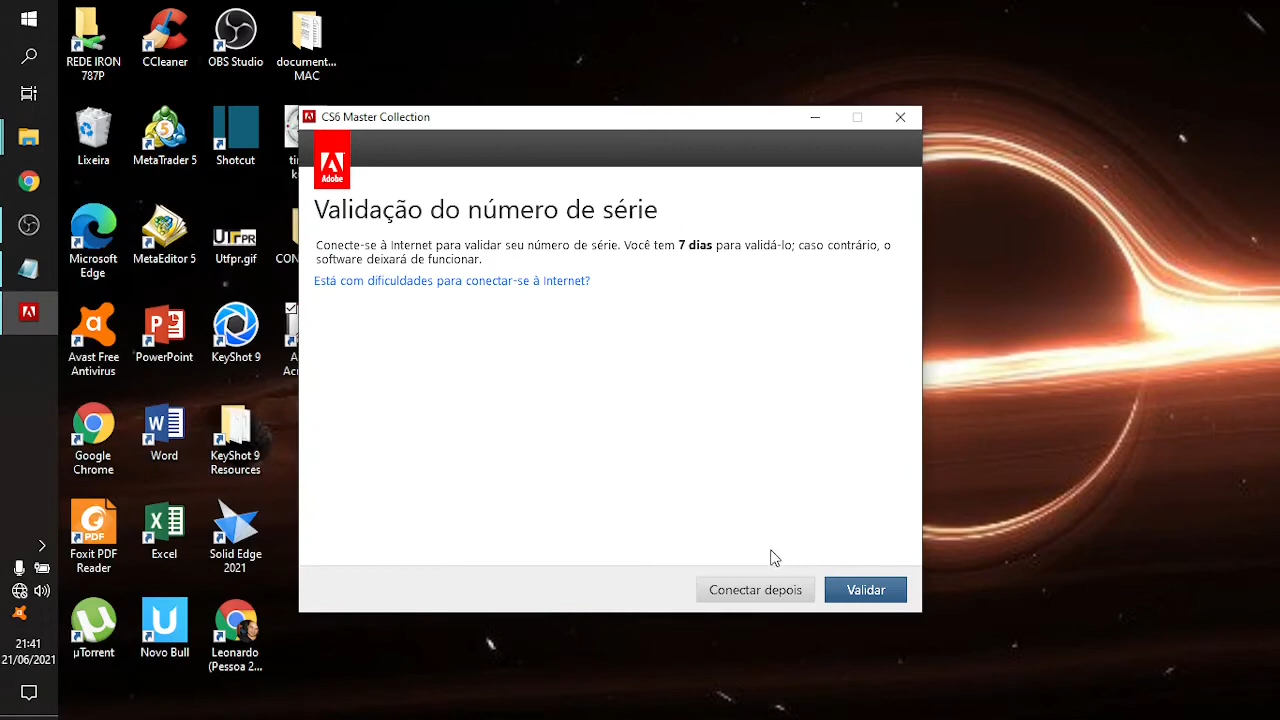 REDE IRON
787P
CCleaner
OBS Studio
document...
MAC
Lixeira
MetaTrader 5
Shotcut
Microsoft
Edge
MetaEditor 5
UTFPR
Utfpr.gif
Avast Free
Antivirus
PowerPoint
KeyShot 9
Google
Chrome
Word
KeyShot 9
Resources
PDF
Foxit PDF
Reader
Excel
Solid Edge
2021
µTorrent
Novo Bull
Leonardo
(Pessoa 2...
21:41
21/06/2021
CS6 Master Collection
Adobe
Validação do número de série
Conecte-se à Internet para validar seu número de série. Você tem 7 dias para validá-lo; caso contrário, o
software deixará de funcionar.
Está com dificuldades para conectar-se à Internet?
Conectar depois
Validar